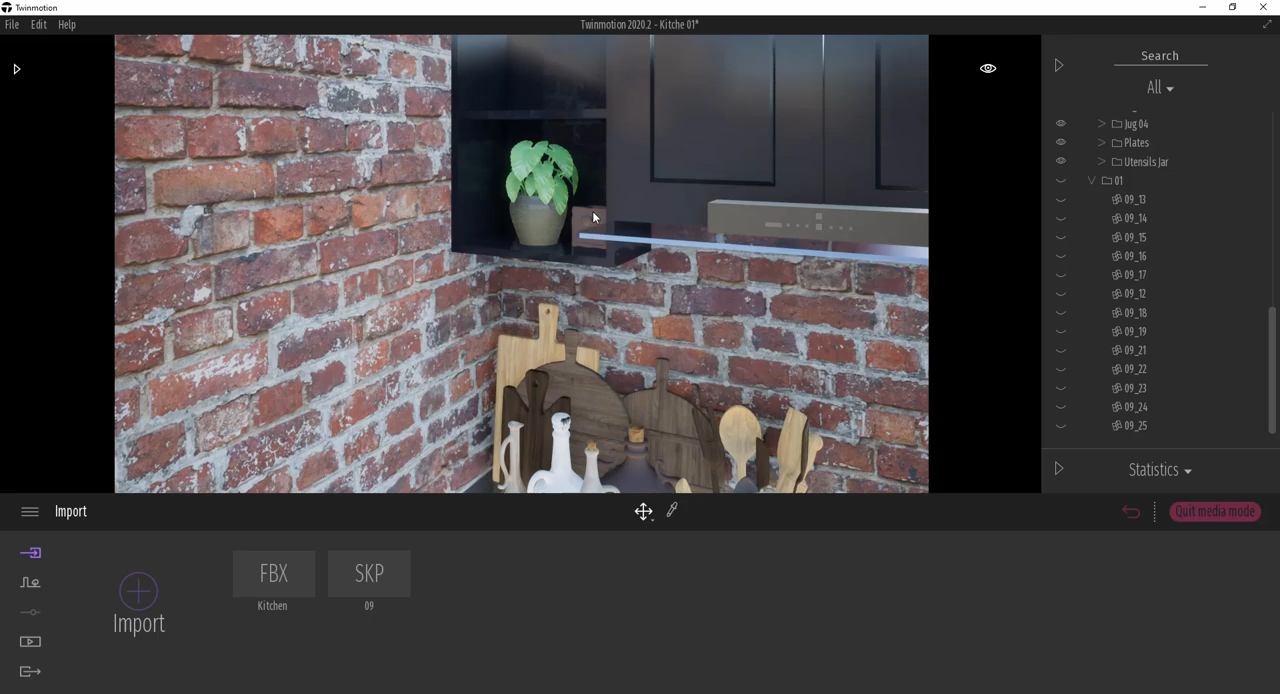 Twinmotion
File Edit Help
Twinmotion 2020.2 - Kitche 01*
Search
All
Jug 04
Plates
Utensils Jar
01
09_13
09_14
09_15
09_16
09_17
09_12
09_18
09_19
09_21
09_22
09_23
09_24
09_25
Statistics
Import
Quit media mode
Import
FBX
Kitchen
SKP
09